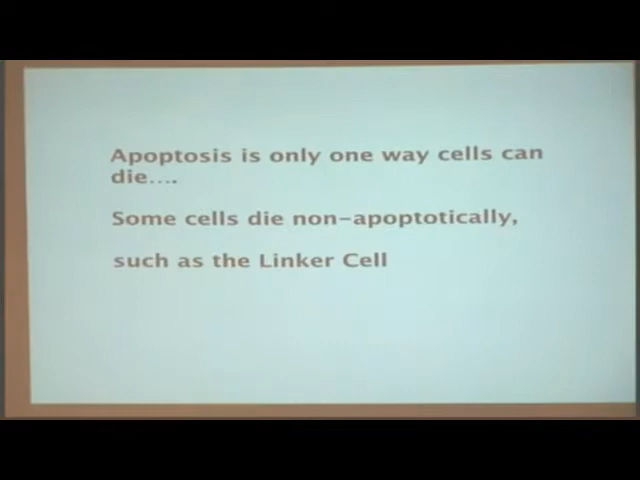 Apoptosis is only one way cells can
die....
Some cells die non-apoptotically,
such as the Linker Cell